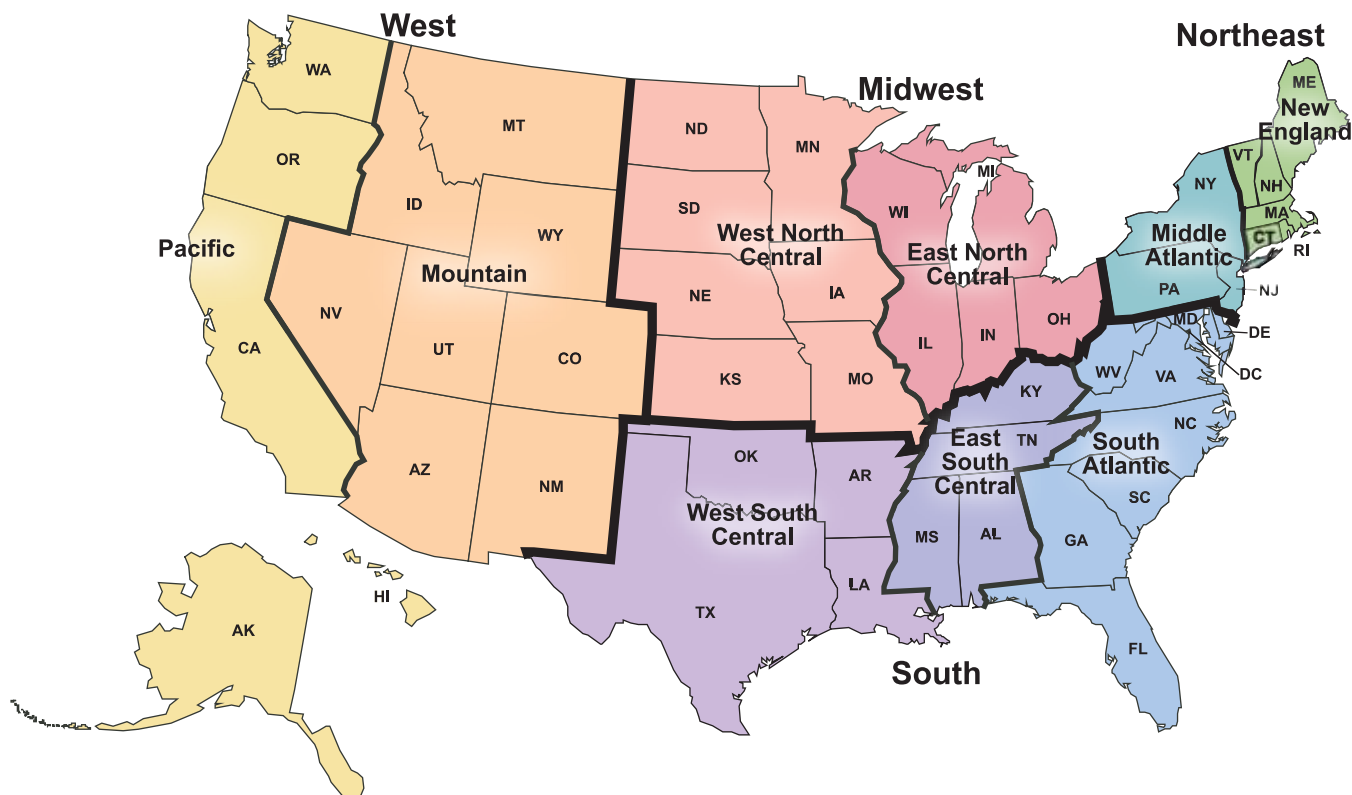 West
Northeast
Midwest
South
Pacific
Mountain
West North
Central
East North
Central
Middle
Atlantic
New
England
West South
Central
East
South
Central
South
Atlantic
WA
OR
CA
AK
HI
MT
ID
WY
NV
UT
CO
AZ
NM
ND
SD
NE
KS
MN
IA
MO
WI
MI
IL
IN
OH
NY
PA
NJ
ME
VT
NH
MA
CT
RI
OK
TX
AR
LA
KY
TN
MS
AL
MD
DE
DC
WV
VA
NC
SC
GA
FL